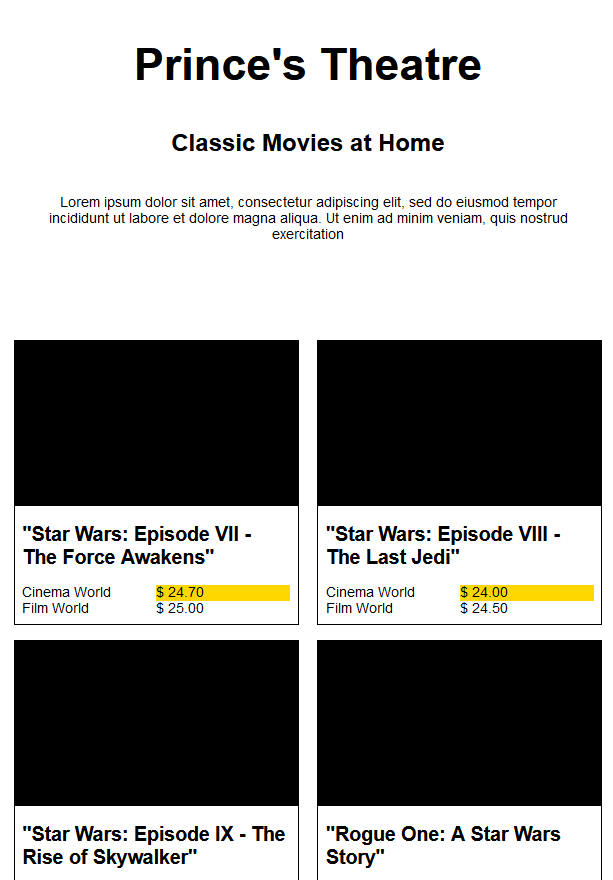 Prince's Theatre
Classic Movies at Home
Lorem ipsum dolor sit amet, consectetur adipiscing elit, sed do eiusmod tempor
incididunt ut labore et dolore magna aliqua. Ut enim ad minim veniam, quis nostrud
exercitation
"Star Wars: Episode VII -
The Force Awakens"
Cinema World $ 24.70
Film World $ 25.00
"Star Wars: Episode VIII -
The Last Jedi"
Cinema World $ 24.00
Film World $ 24.50
"Star Wars: Episode IX - The
Rise of Skywalker"
"Rogue One: A Star Wars
Story"